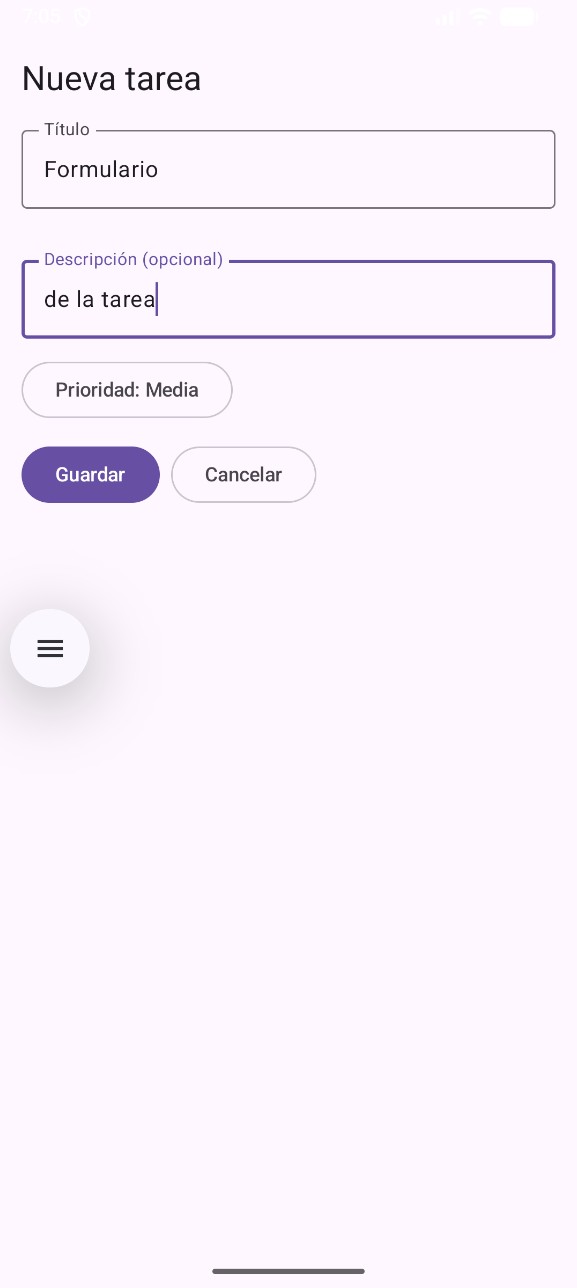 Nueva tarea
Título
Formulario
Descripción (opcional)
de la tarea
Prioridad: Media
Guardar
Cancelar